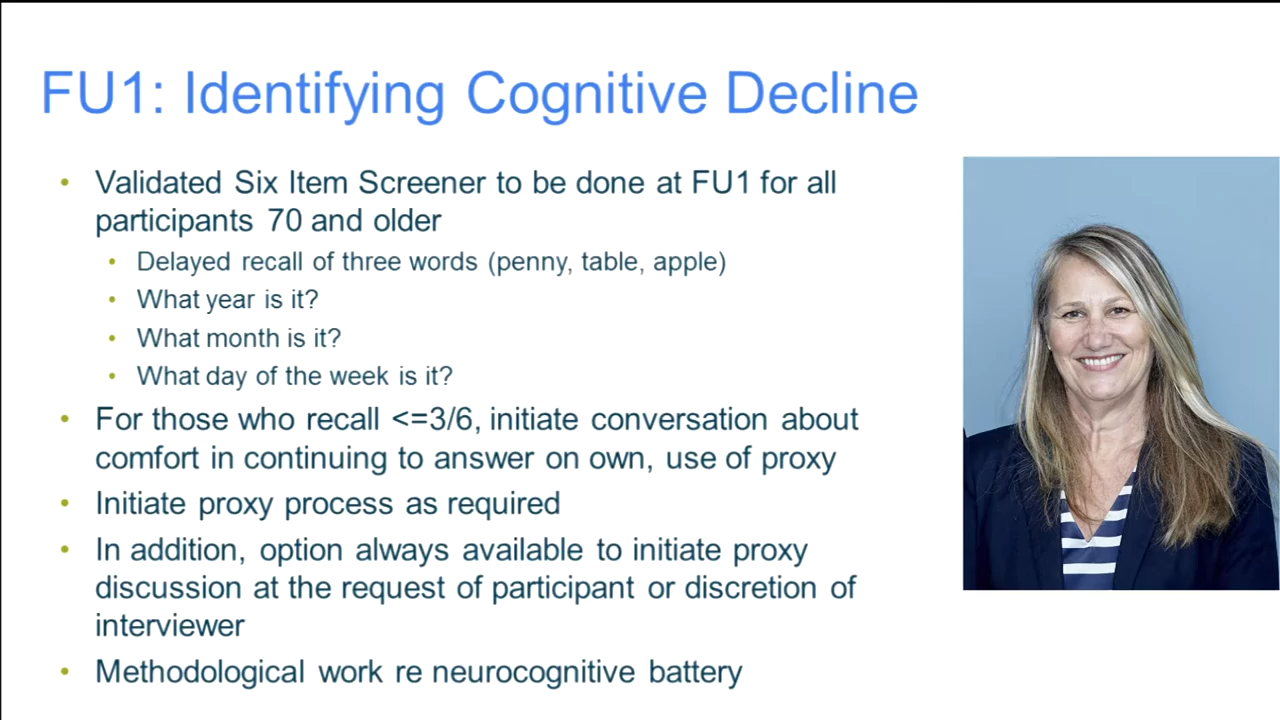 FU1: Identifying Cognitive Decline
• Validated Six Item Screener to be done at FU1 for all
participants 70 and older
• Delayed recall of three words (penny, table, apple)
• What year is it?
• What month is it?
• What day of the week is it?
• For those who recall <=3/6, initiate conversation about
comfort in continuing to answer on own, use of proxy
• Initiate proxy process as required
• In addition, option always available to initiate proxy
discussion at the request of participant or discretion of
interviewer
• Methodological work re neurocognitive battery